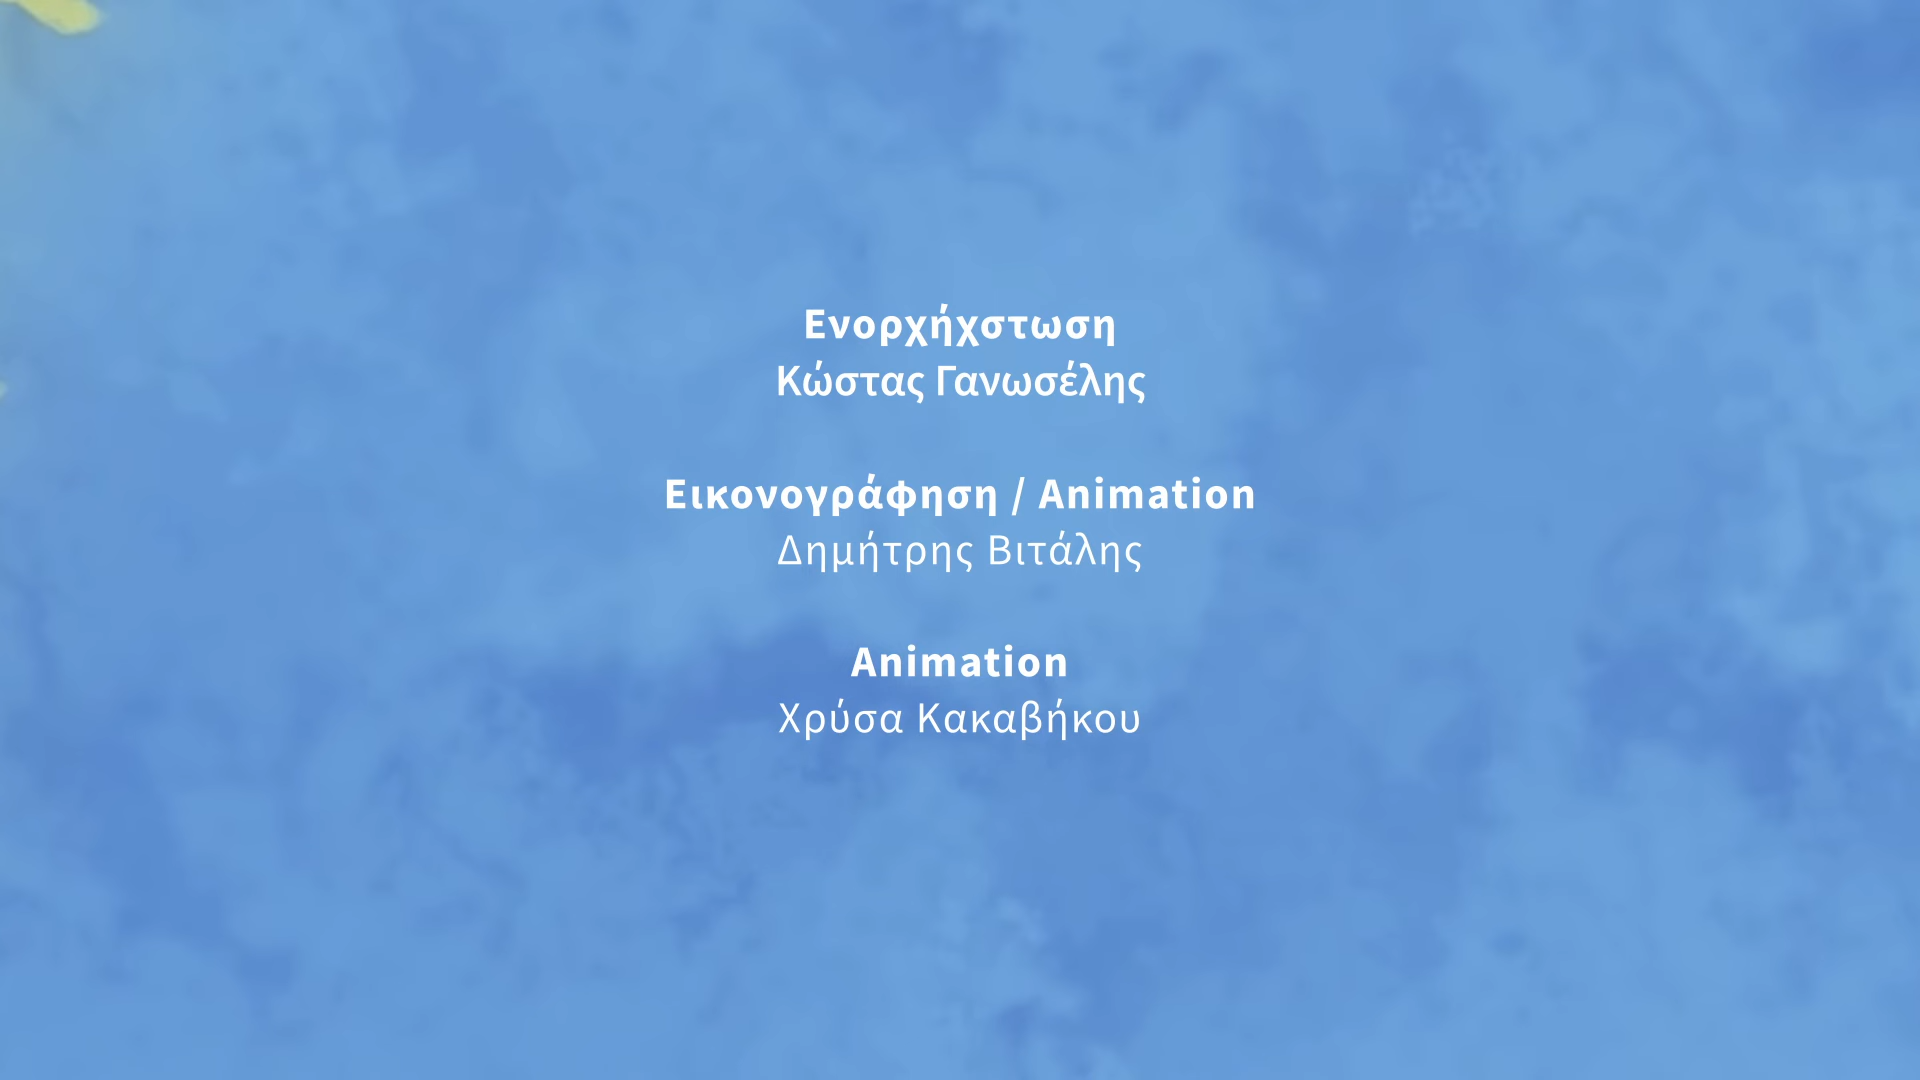 Ενορχήχστωση
Κώστας Γανωσέλης
Εικονογράφηση / Animation
Δημήτρης Βιτάλης
Animation
Χρύσα Κακαβήκου